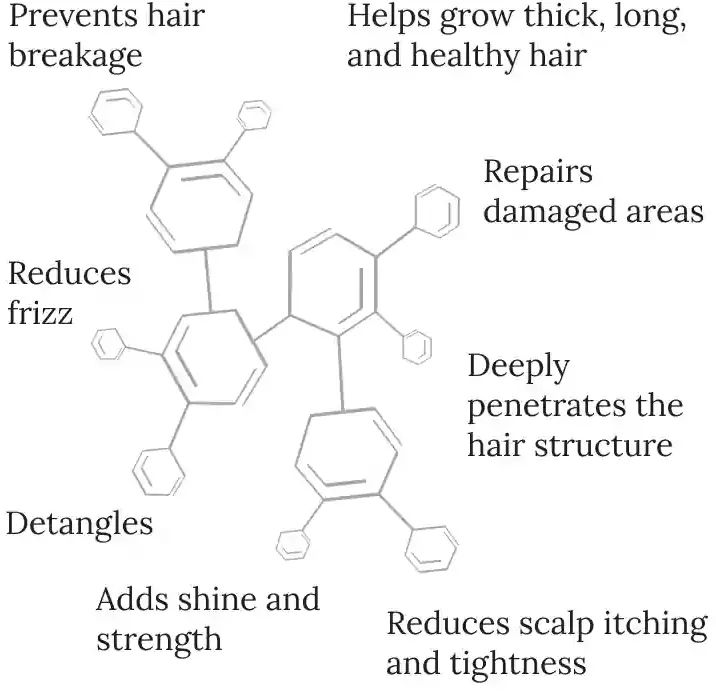 Prevents hair
breakage
Helps grow thick, long,
and healthy hair
Repairs
damaged areas
Reduces
frizz
Deeply
penetrates the
hair structure
Detangles
Adds shine and
strength
Reduces scalp itching
and tightness